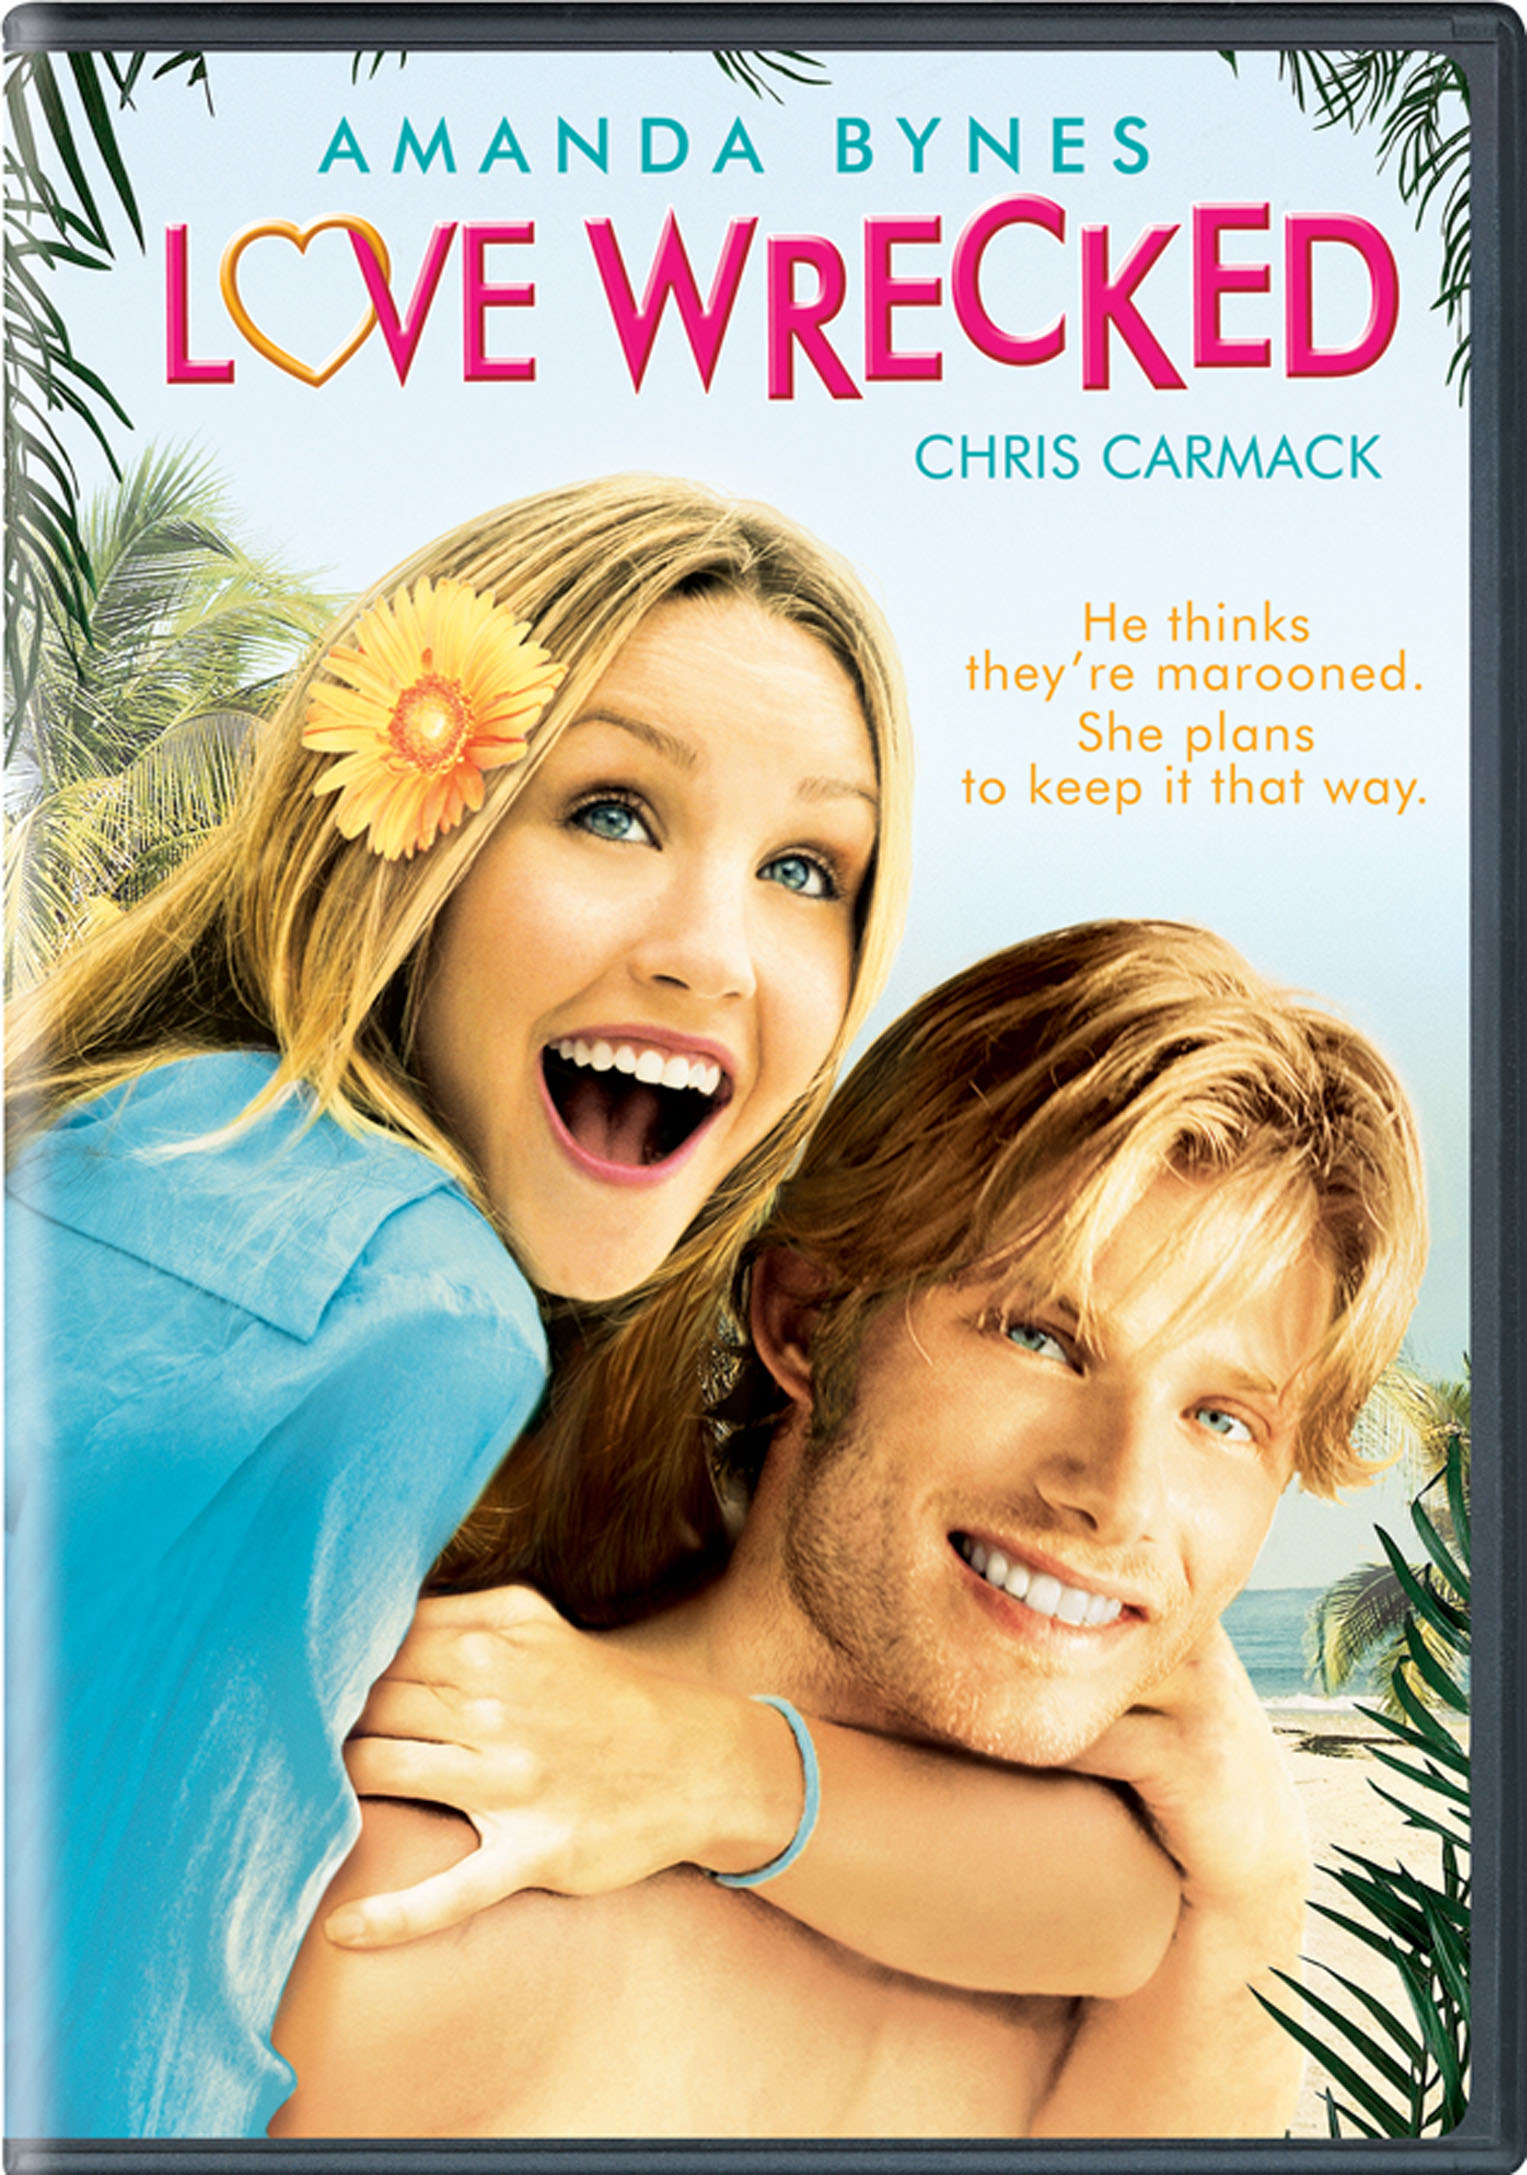 AMANDA BYNES
LOVE WRECKED
CHRIS CARMACK
He thinks
they're marooned.
She plans
to keep it that way.